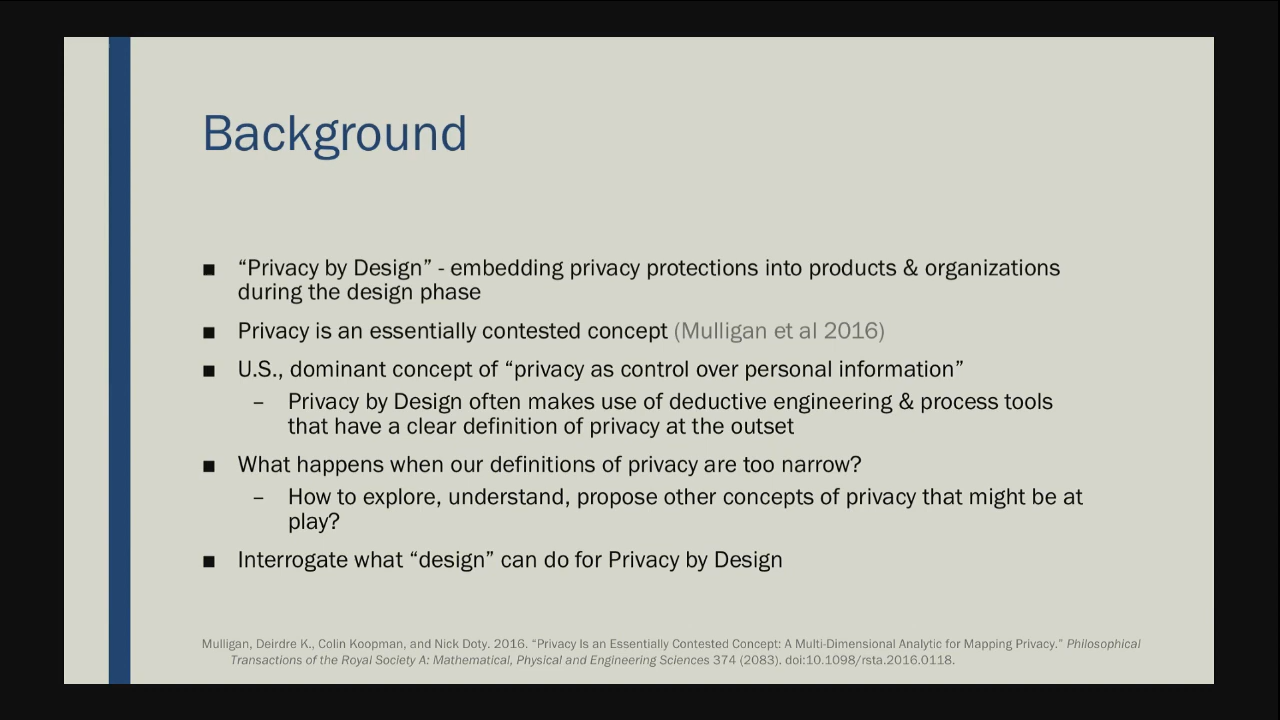 Background
■ “Privacy by Design” - embedding privacy protections into products & organizations
during the design phase
■ Privacy is an essentially contested concept (Mulligan et al 2016)
■ U.S., dominant concept of “privacy as control over personal information”
– Privacy by Design often makes use of deductive engineering & process tools
that have a clear definition of privacy at the outset
■ What happens when our definitions of privacy are too narrow?
– How to explore, understand, propose other concepts of privacy that might be at
play?
■ Interrogate what “design” can do for Privacy by Design
Mulligan, Deirdre K., Colin Koopman, and Nick Doty. 2016. “Privacy Is an Essentially Contested Concept: A Multi-Dimensional Analytic for Mapping Privacy.” Philosophical
Transactions of the Royal Society A: Mathematical, Physical and Engineering Sciences 374 (2083). doi:10.1098/rsta.2016.0118.